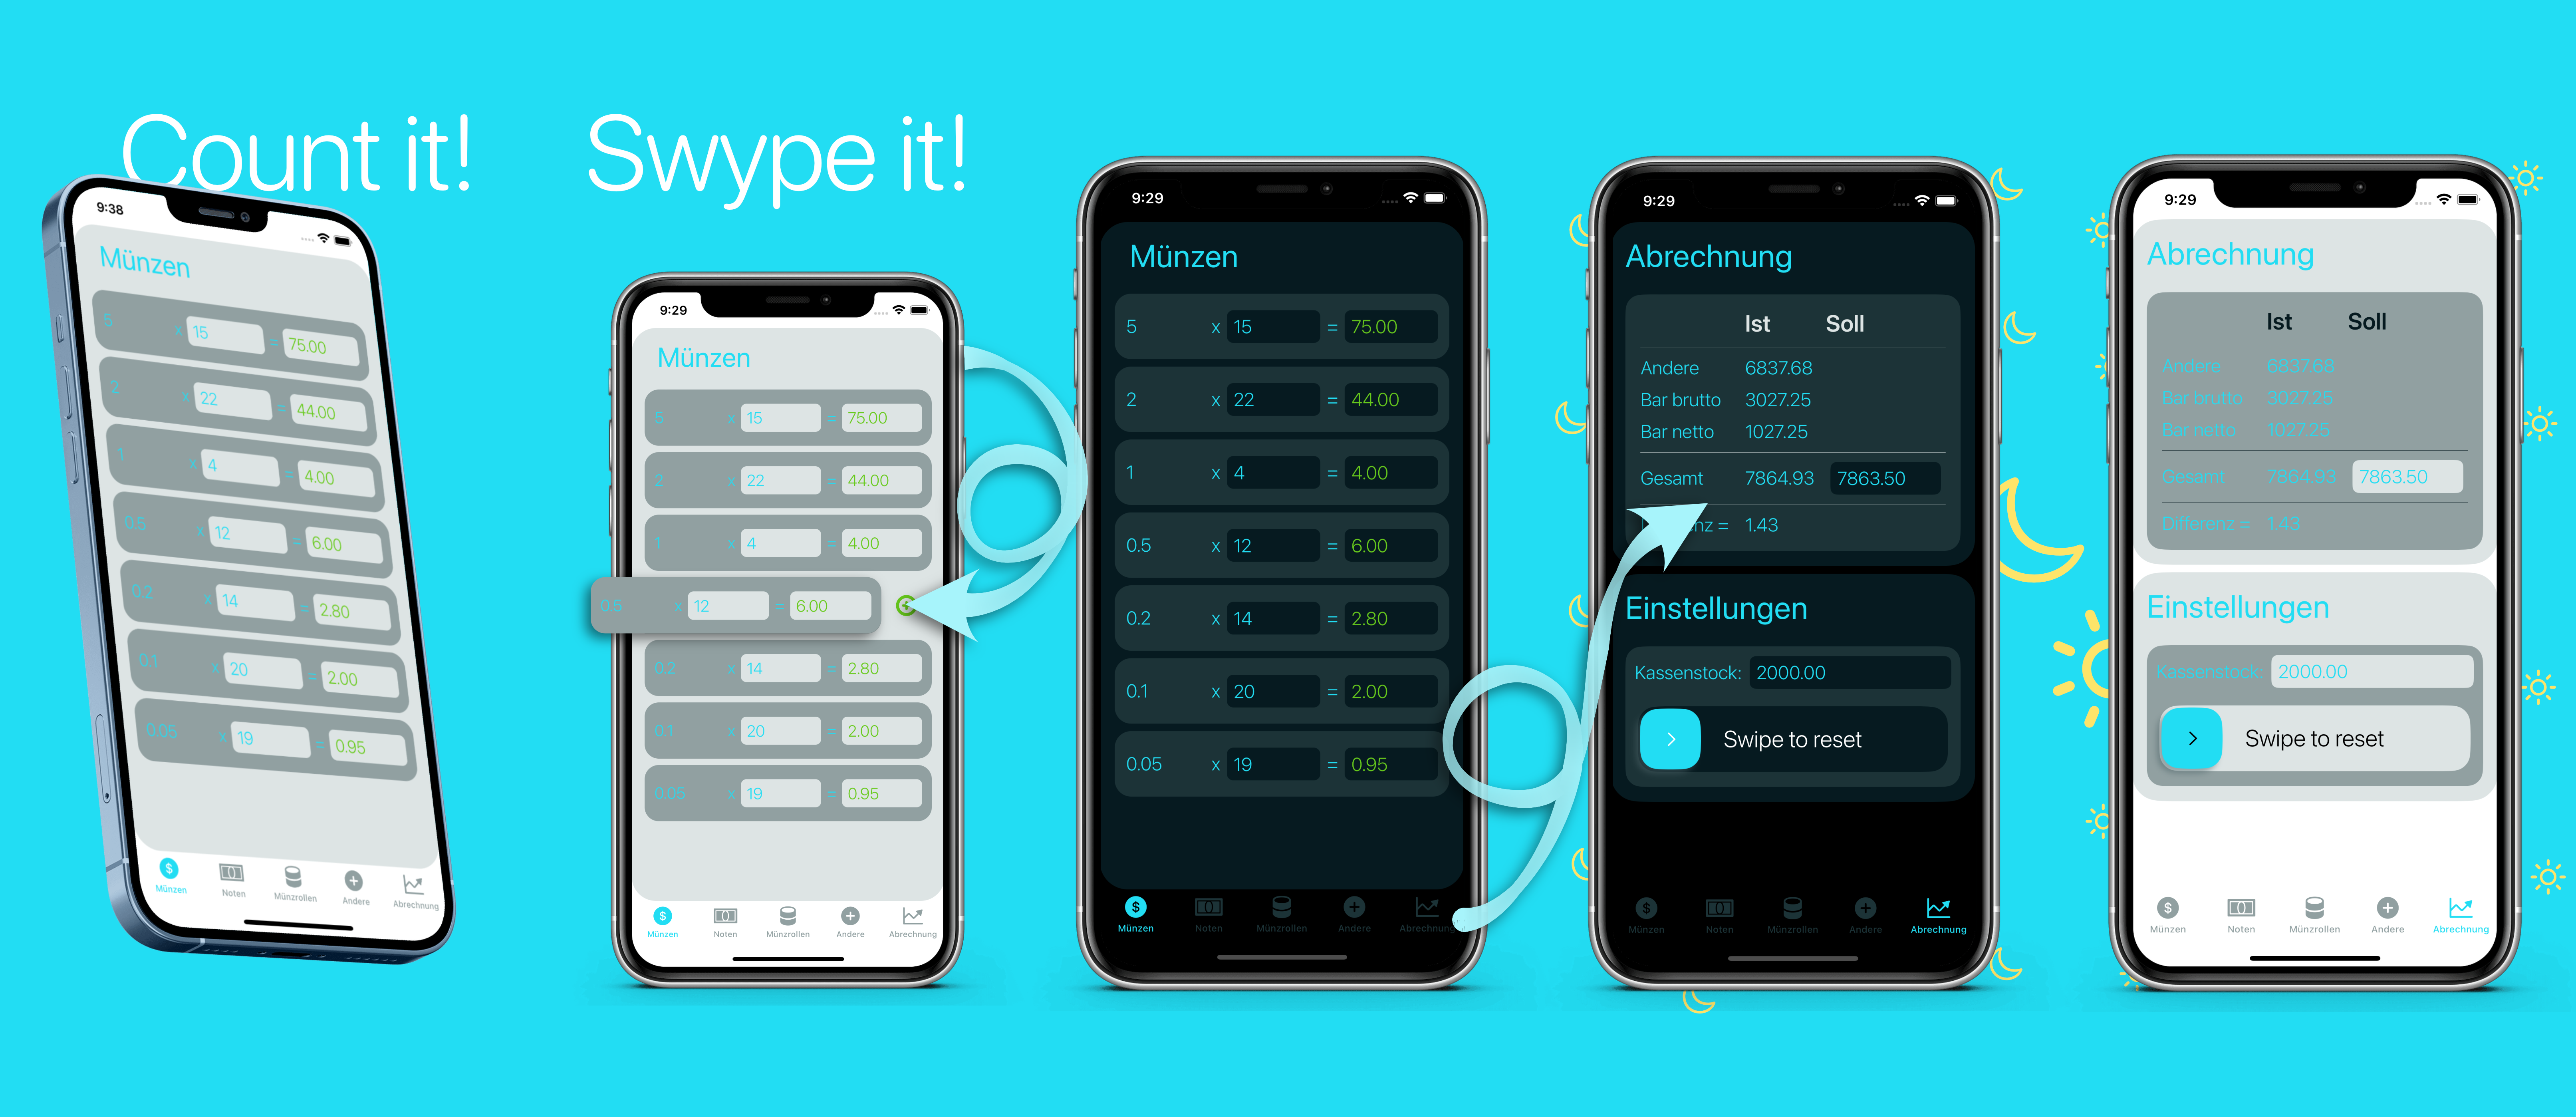 Count it!
9:38
Münzen
5 x 15 = 75.00
2 x 22 = 44.00
1 x 4 = 4.00
0.5 x 12 = 6.00
0.2 x 14 = 2.80
0.1 x 20 = 2.00
0.05 x 19 = 0.95
Münzen Noten Münzrollen Andere Abrechnung
Swype it!
9:29
Münzen
5 x 15 = 75.00
2 x 22 = 44.00
1 x 4 = 4.00
0.5 x 12 = 6.00
0.2 x 14 = 2.80
0.1 x 20 = 2.00
0.05 x 19 = 0.95
Münzen Noten Münzrollen Andere Abrechnung
9:29
Münzen
5 x 15 = 75.00
2 x 22 = 44.00
1 x 4 = 4.00
0.5 x 12 = 6.00
0.2 x 14 = 2.80
0.1 x 20 = 2.00
0.05 x 19 = 0.95
Münzen Noten Münzrollen Andere Abrechnung
9:29
Abrechnung
Ist Soll
Andere 6837.68
Bar brutto 3027.25
Bar netto 1027.25
Gesamt 7864.93 7863.50
nz = 1.43
Einstellungen
Kassenstock: 2000.00
Swipe to reset
Münzen Noten Münzrollen Andere Abrechnung
9:29
Abrechnung
Ist Soll
Andere 6837.68
Bar brutto 3027.25
Bar netto 1027.25
Gesamt 7864.93 7863.50
Differenz = 1.43
Einstellungen
Kassenstock: 2000.00
Swipe to reset
Münzen Noten Münzrollen Andere Abrechnung